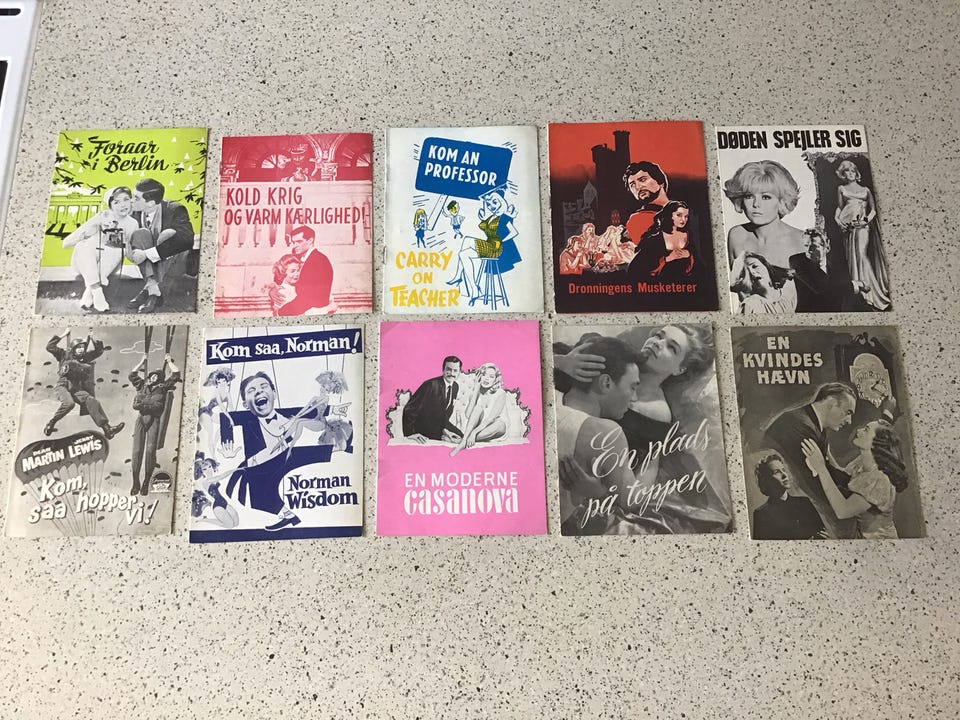 Foraar
i Berlin
KOLD KRIG
OG VARM KÆRLIGHED!
KOM AN
PROFESSOR
CARRY
ON
TEACHER
Dronningens Musketerer
DØDEN SPEJLER SIG
DEAN JERRY
MARTIN LEWIS
Kom,
saa hopper
vi!
Kom saa, Norman!
Norman
Wisdom
EN MODERNE
Casanova
En plads
på toppen
EN
KVINDES
HÆVN